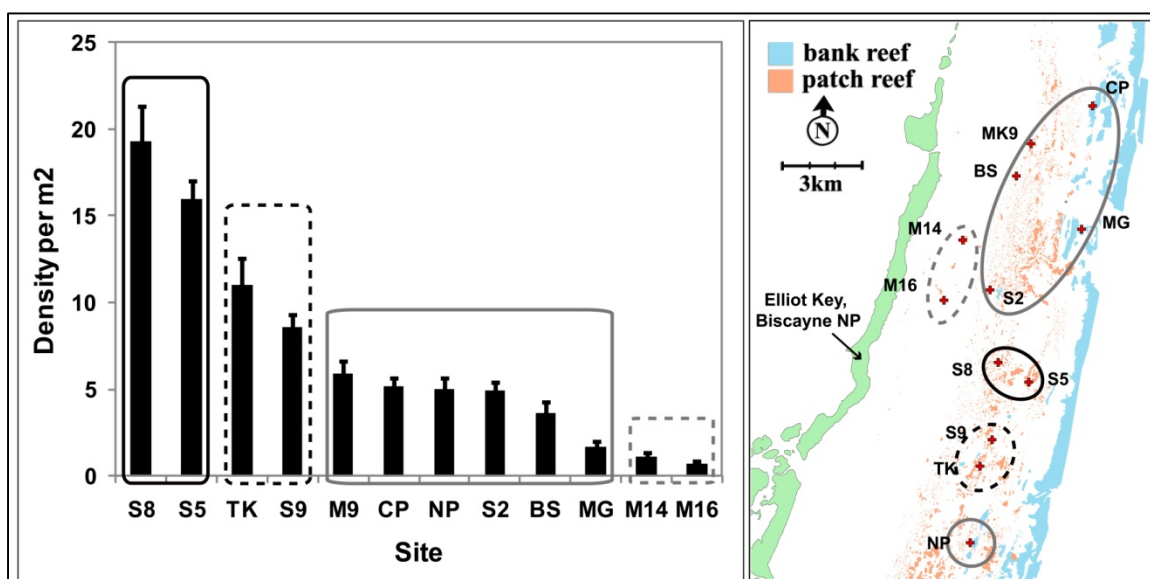 25
20
15
10
5
0
Density per m2
S8 S5 TK S9 M9 CP NP S2 BS MG M14 M16
Site
bank reef
patch reef
N
3km
CP
MK9
BS
MG
M14
M16
S2
Elliot Key,
Biscayne NP
S8
S5
S9
TK
NP